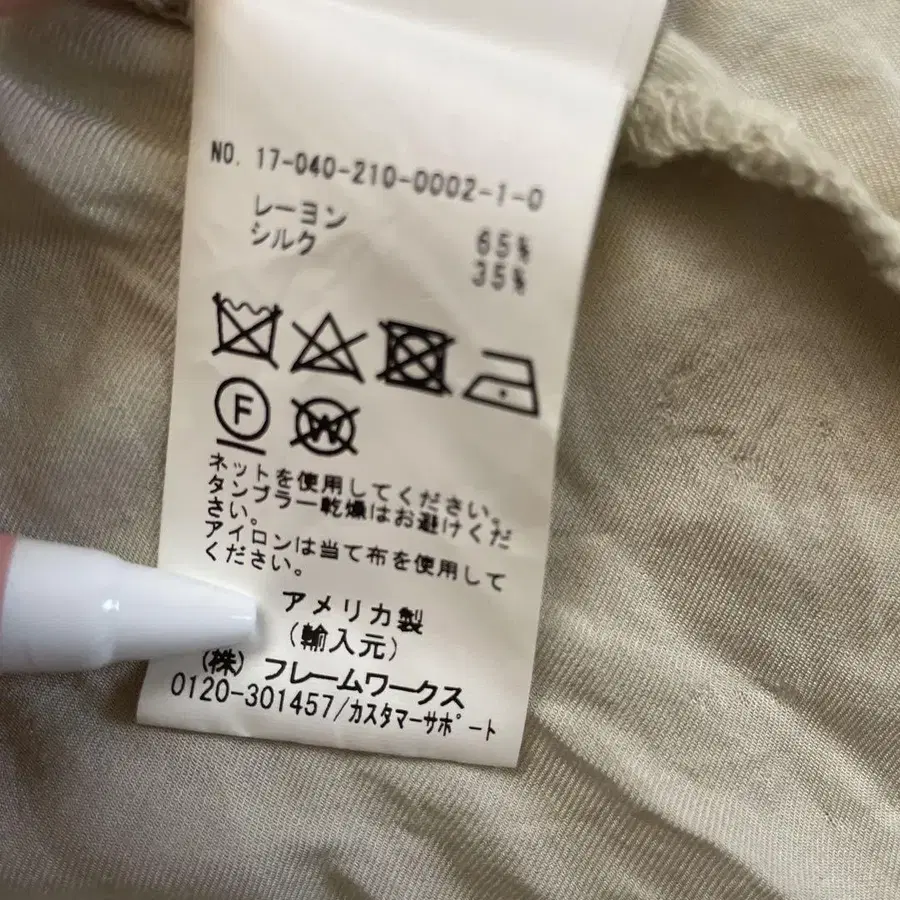 NO. 17-040-210-0002-1-0
レーヨン 65%
シルク 35%
F
W
ネットを使用してください。
タンブラー乾燥はお避けくだ
さい。
アイロンは当て布を使用して
ください。
アメリカ製
(輸入元)
(株) フレームワークス
0120-301457/カスタマーサポート